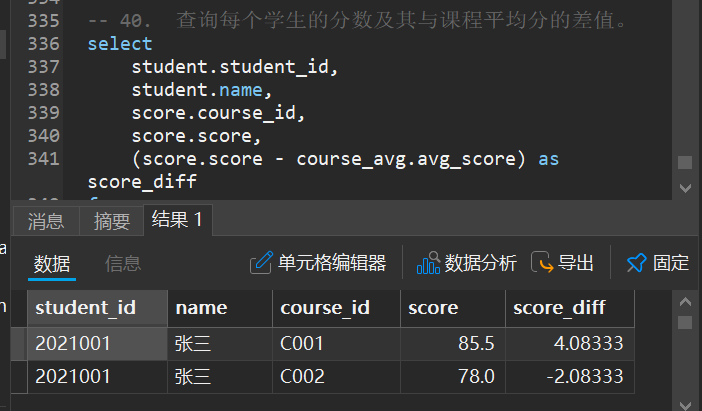 335 -- 40. 查询每个学生的分数及其与课程平均分的差值。
336 select
337 student.student_id,
338 student.name,
339 score.course_id,
340 score.score,
341 (score.score - course_avg.avg_score) as
score_diff
消息 摘要 结果 1
数据 信息 单元格编辑器 数据分析 导出 固定
student_id name course_id score score_diff
2021001 张三 C001 85.5 4.08333
2021001 张三 C002 78.0 -2.08333